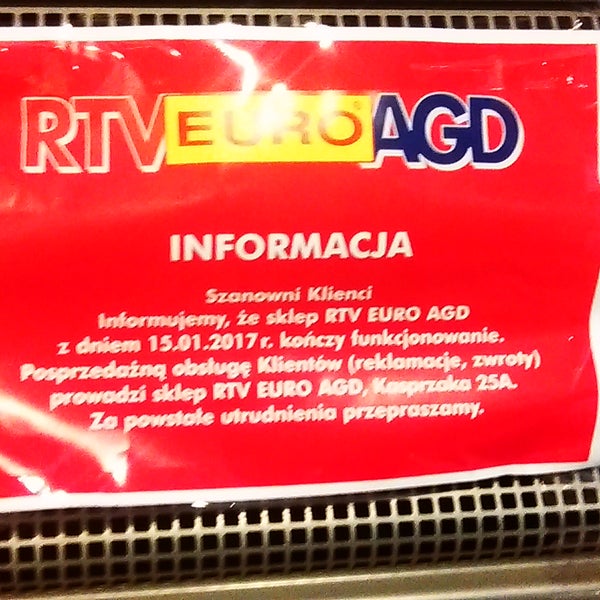 RTV EURO® AGD
INFORMACJA
Szanowni Klienci
Informujemy, że sklep RTV EURO AGD
z dniem 15.01.2017 r. kończy funkcjonowanie.
Posprzedażną obsługę Klientów (reklamacje, zwroty)
prowadzi sklep RTV EURO AGD, Kasprzaka 25A.
Za powstałe utrudnienia przepraszamy.